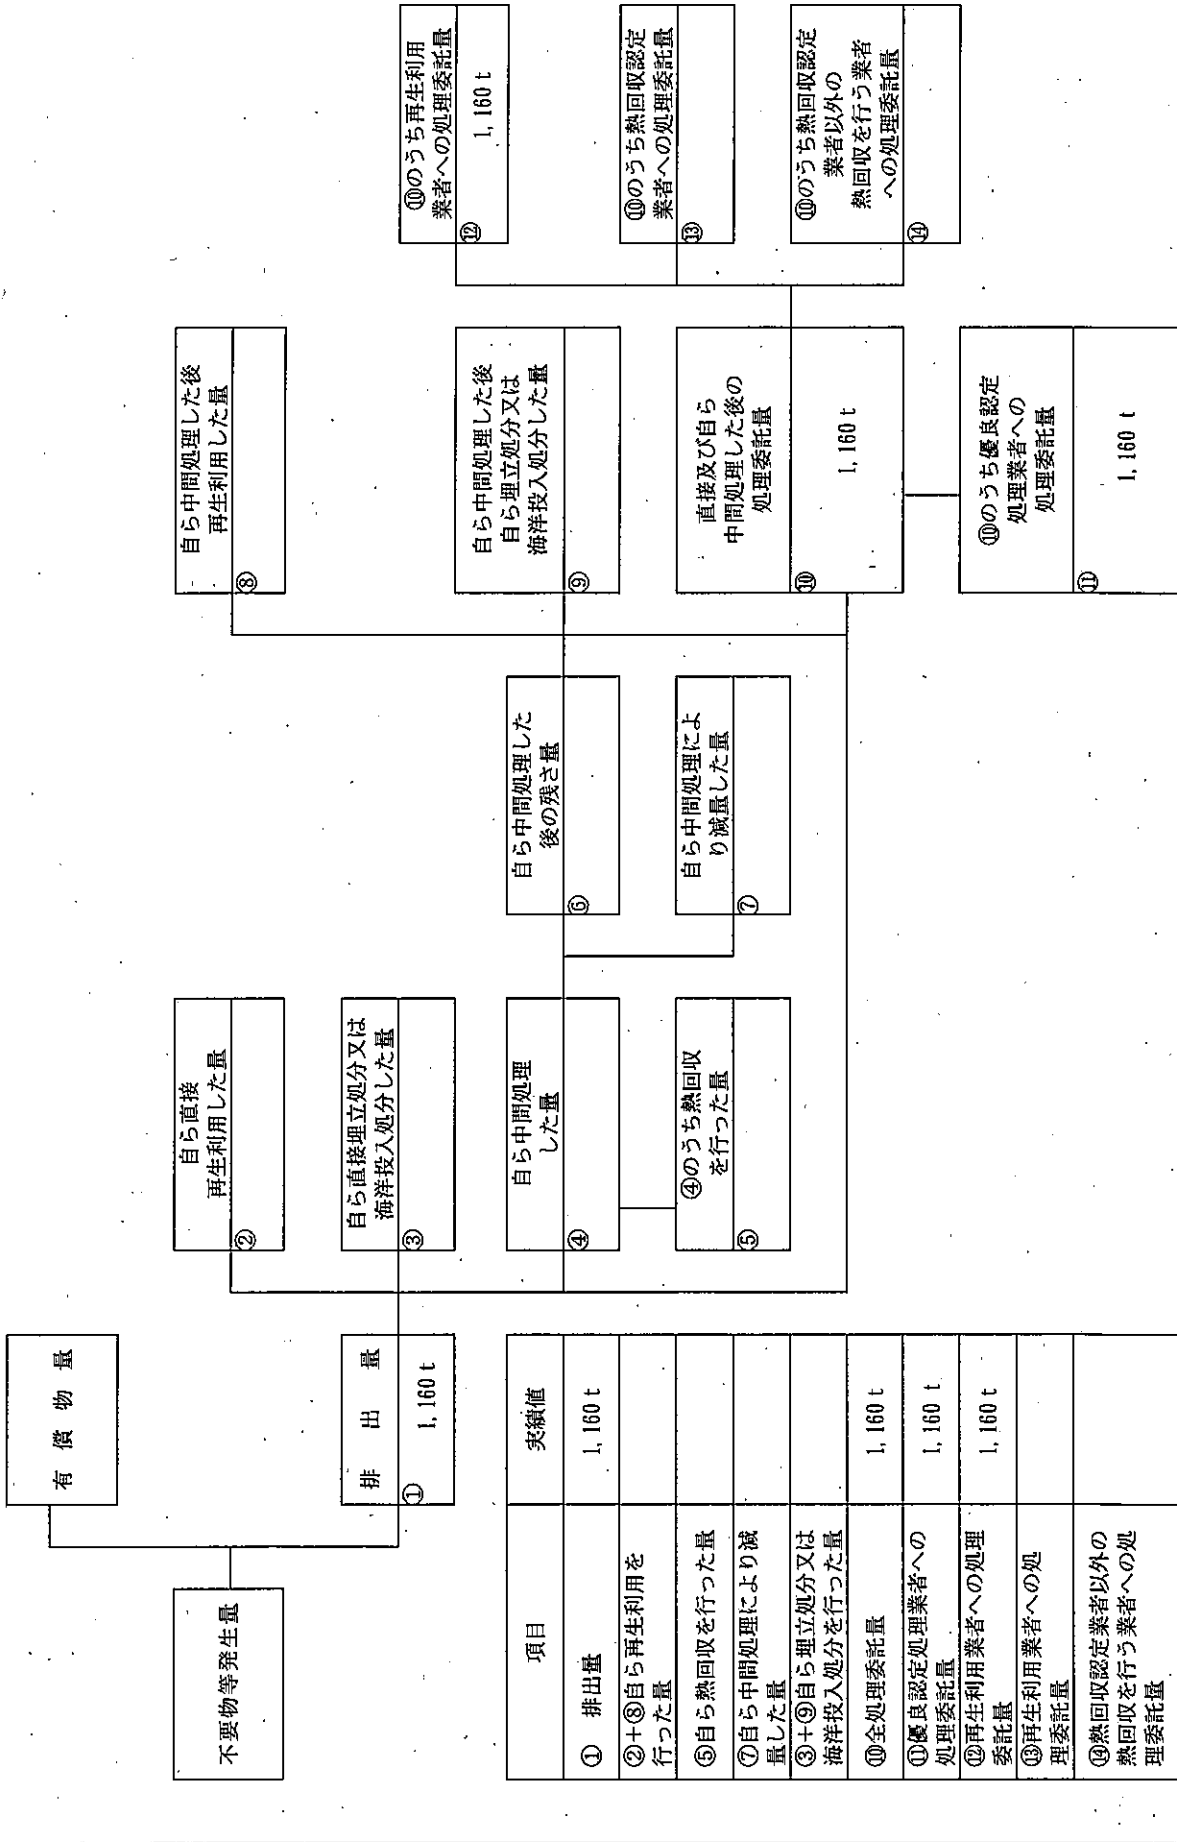 有償物量
不要物等発生量
排出量
①
1,160 t
自ら直接
再生利用した量
②
自ら直接埋立処分又は
海洋投入処分した量
③
自ら中間処理
した量
④
④のうち熱回収
を行った量
⑤
自ら中間処理した
後の残さ量
⑥
自ら中間処理によ
り減量した量
⑦
自ら中間処理した後
再生利用した量
⑧
自ら中間処理した後
自ら埋立処分又は
海洋投入処分した量
⑨
直接及び自ら
中間処理した後の
処理委託量
⑩
1,160 t
⑩のうち優良認定
処理業者への
処理委託量
⑪
1,160 t
⑩のうち再生利用
業者への処理委託量
⑫
1,160 t
⑩のうち熱回収認定
業者への処理委託量
⑬
⑩のうち熱回収認定
業者以外の
熱回収を行う業者
への処理委託量
⑭
項目 実績値
① 排出量 1,160 t
②+⑧自ら再生利用を
行った量
⑤自ら熱回収を行った量
⑦自ら中間処理により減
量した量
③+⑨自ら埋立処分又は
海洋投入処分を行った量
⑩全処理委託量 1,160 t
⑪優良認定処理業者への
処理委託量 1,160 t
⑫再生利用業者への処理
委託量 1,160 t
⑬再生利用業者への処
理委託量
⑭熱回収認定業者以外の
熱回収を行う業者への処
理委託量